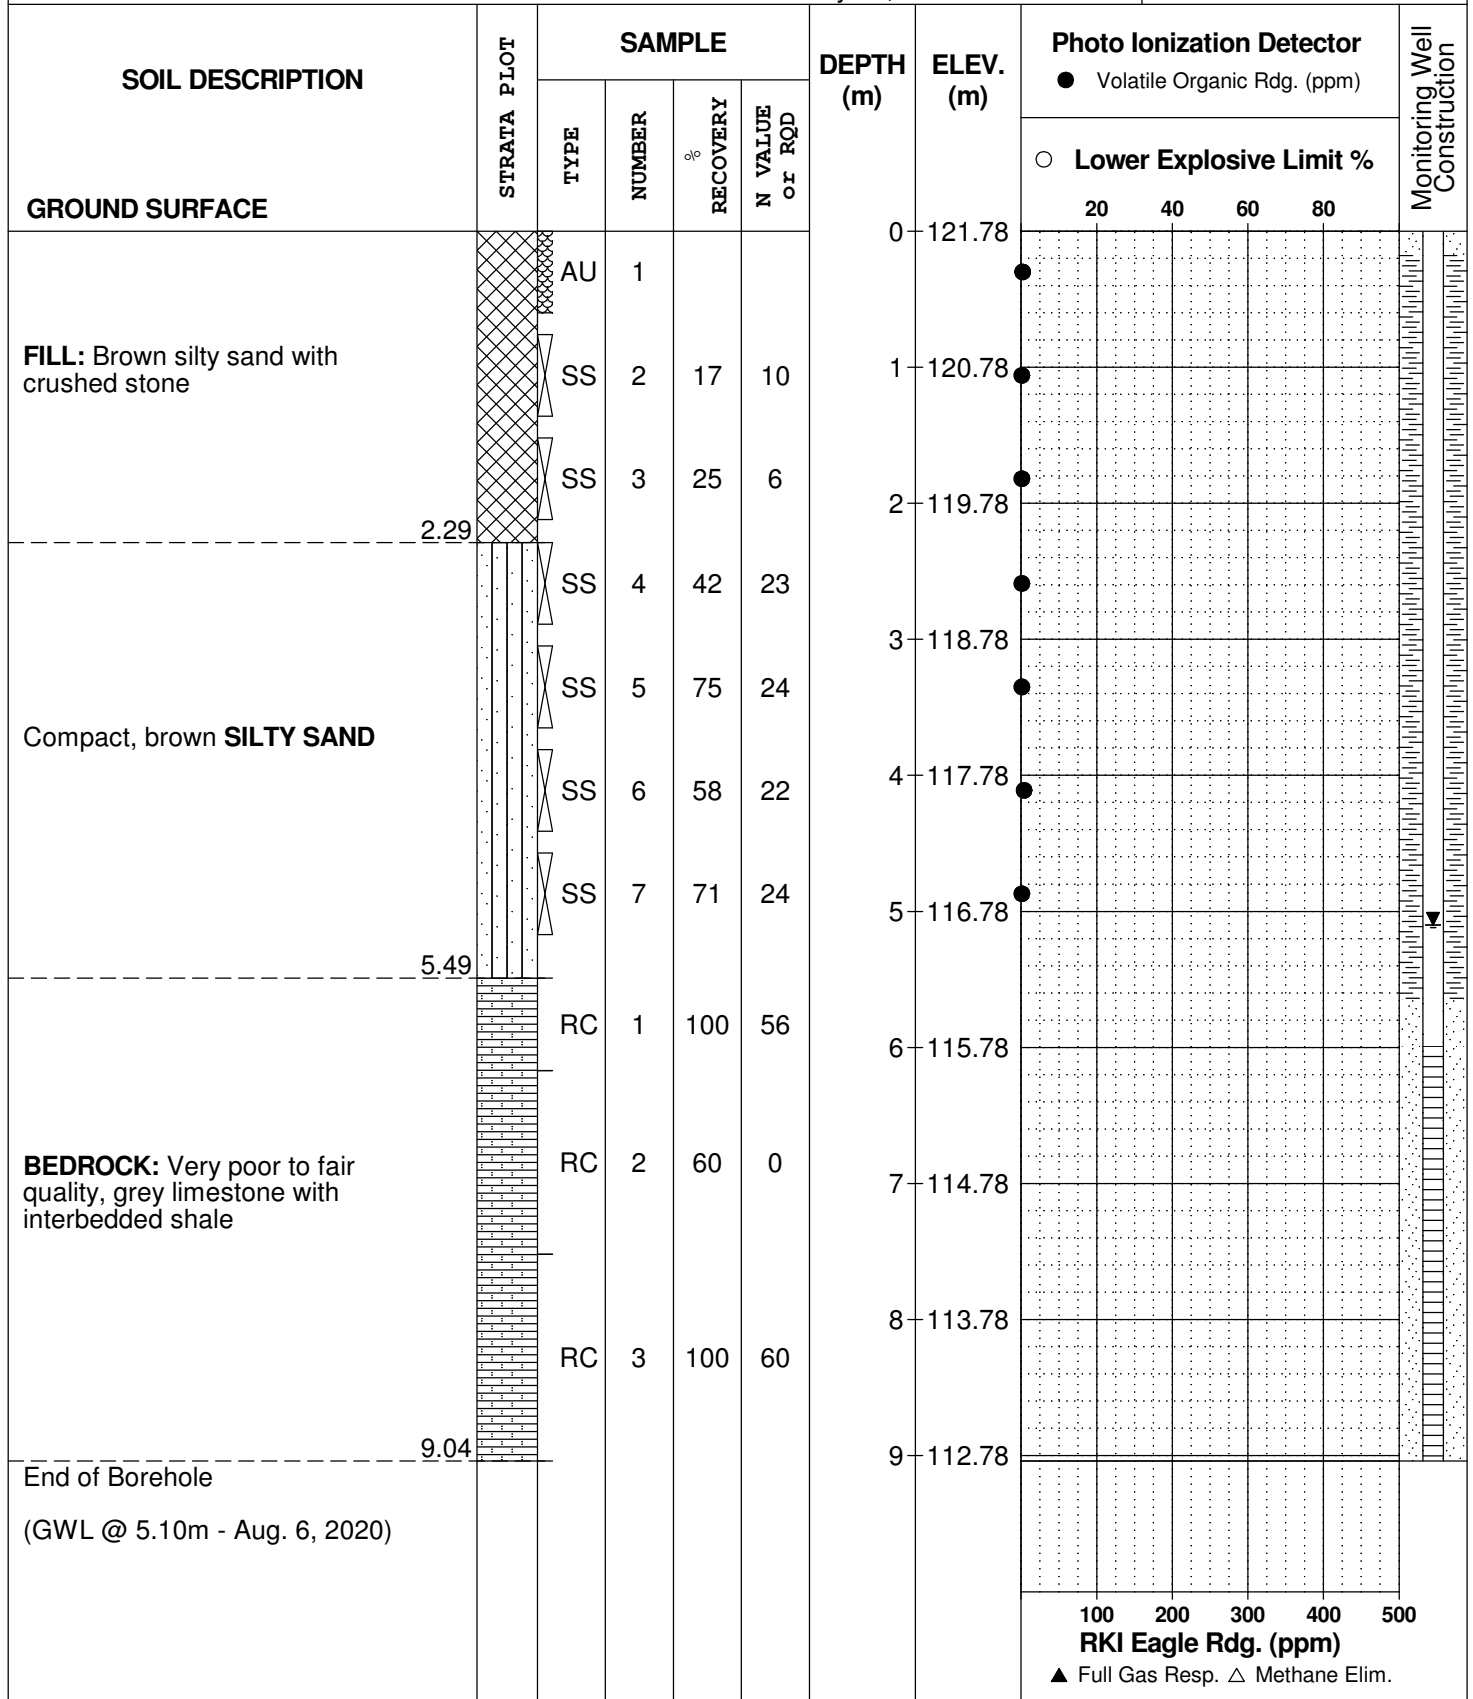 SOIL DESCRIPTION
GROUND SURFACE
STRATA PLOT
SAMPLE
TYPE
NUMBER
%
RECOVERY
N VALUE
or RQD
DEPTH
(m)
ELEV.
(m)
Photo Ionization Detector
● Volatile Organic Rdg. (ppm)
○ Lower Explosive Limit %
20 40 60 80
Monitoring Well
Construction
0 121.78
AU 1
FILL: Brown silty sand with
crushed stone
1 120.78
SS 2 17 10
SS 3 25 6
2 119.78
2.29
SS 4 42 23
3 118.78
SS 5 75 24
Compact, brown SILTY SAND
4 117.78
SS 6 58 22
SS 7 71 24
5 116.78
5.49
RC 1 100 56
6 115.78
BEDROCK: Very poor to fair
quality, grey limestone with
interbedded shale
RC 2 60 0
7 114.78
8 113.78
RC 3 100 60
9.04
9 112.78
End of Borehole
(GWL @ 5.10m - Aug. 6, 2020)
100 200 300 400 500
RKI Eagle Rdg. (ppm)
▲ Full Gas Resp. △ Methane Elim.